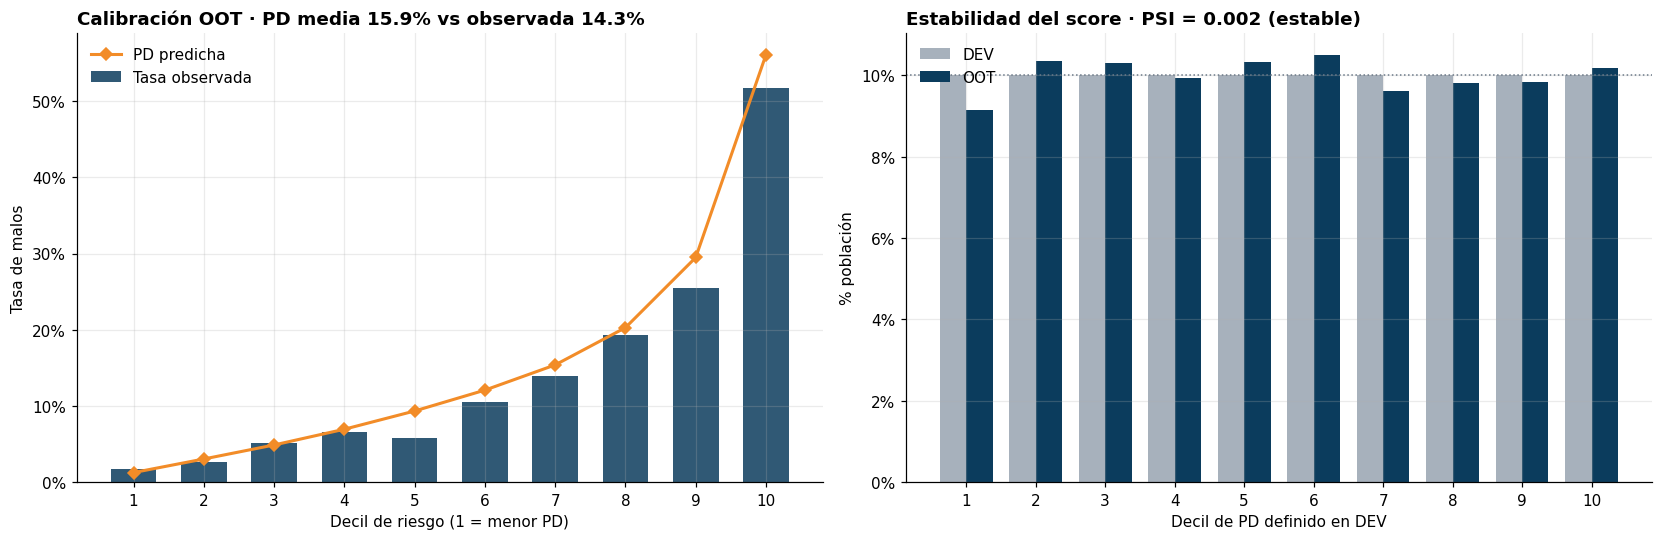 Calibración OOT · PD media 15.9% vs observada 14.3%
PD predicha
Tasa observada
50%
40%
30%
20%
10%
0%
Tasa de malos
1 2 3 4 5 6 7 8 9 10
Decil de riesgo (1 = menor PD)
Estabilidad del score · PSI = 0.002 (estable)
DEV
OOT
10%
8%
6%
4%
2%
0%
% población
1 2 3 4 5 6 7 8 9 10
Decil de PD definido en DEV